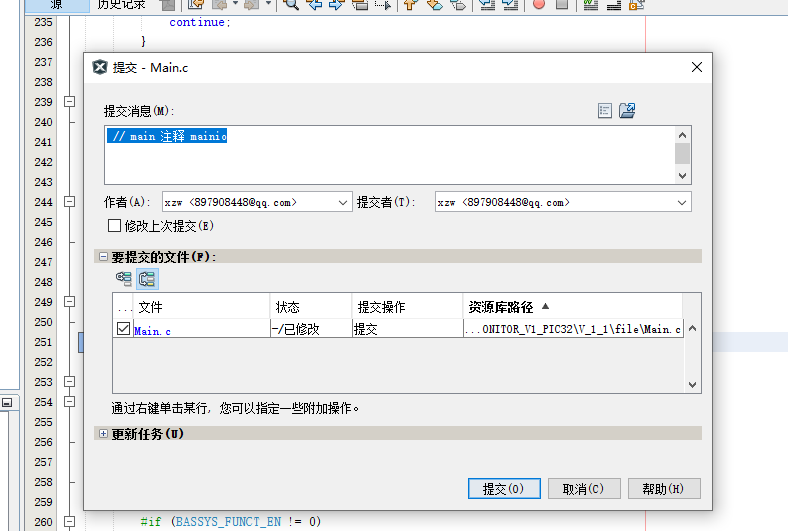 源 历史记录
235 continue;
236 }
237
238
239
240
241
242
243
244
245
246
247
248
249
250
251
252
253
254
255
256
257
258
259
260 #if (BASSYS_FUNCT_EN != 0)
提交 - Main.c
提交消息(M):
// main 注释 mainio
作者(A): xzw <897908448@qq.com> 提交者(T): xzw <897908448@qq.com>
修改上次提交(E)
要提交的文件(F):
... 文件 状态 提交操作 资源库路径
Main.c -/已修改 提交 ...ONITOR_V1_PIC32\V_1_1\file\Main.c
通过右键单击某行，您可以指定一些附加操作。
更新任务(U)
提交(O) 取消(C) 帮助(H)